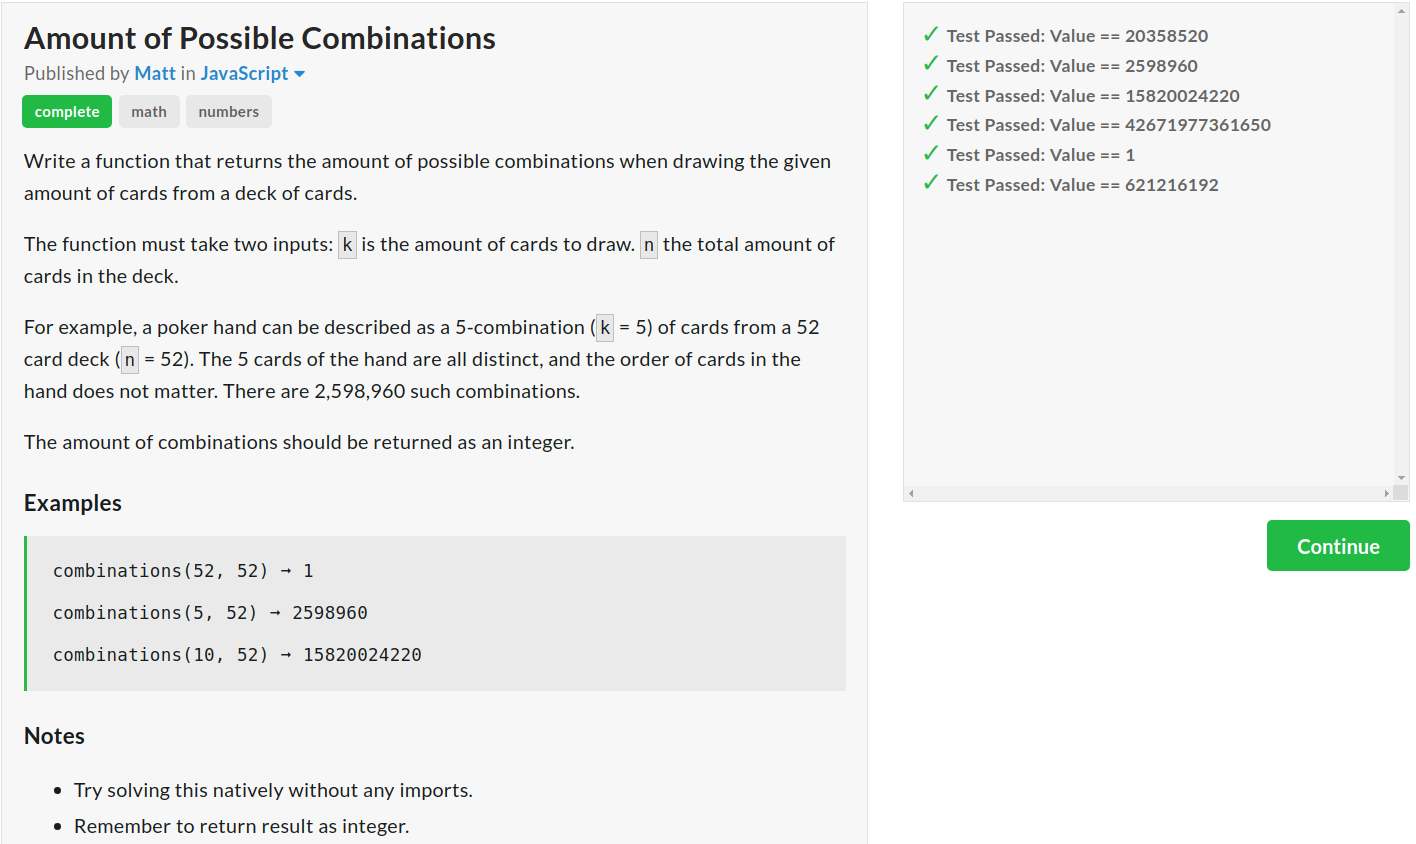 Amount of Possible Combinations
Published by Matt in JavaScript
complete math numbers
Write a function that returns the amount of possible combinations when drawing the given
amount of cards from a deck of cards.
The function must take two inputs: k is the amount of cards to draw. n the total amount of
cards in the deck.
For example, a poker hand can be described as a 5-combination (k = 5) of cards from a 52
card deck (n = 52). The 5 cards of the hand are all distinct, and the order of cards in the
hand does not matter. There are 2,598,960 such combinations.
The amount of combinations should be returned as an integer.
Examples
combinations(52, 52) → 1
combinations(5, 52) → 2598960
combinations(10, 52) → 15820024220
Notes
• Try solving this natively without any imports.
• Remember to return result as integer.
✓ Test Passed: Value == 20358520
✓ Test Passed: Value == 2598960
✓ Test Passed: Value == 15820024220
✓ Test Passed: Value == 42671977361650
✓ Test Passed: Value == 1
✓ Test Passed: Value == 621216192
Continue